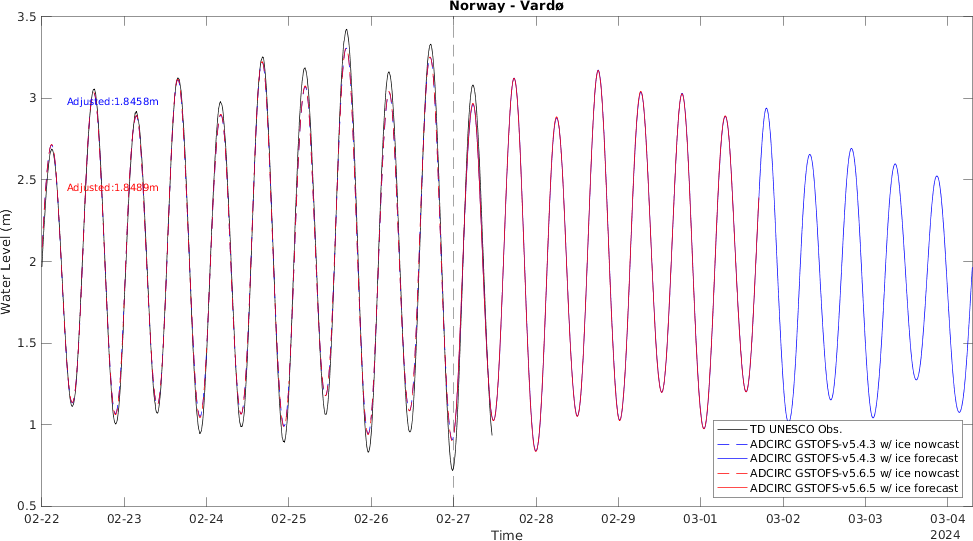 Norway - Vardø
3.5
3
2.5
2
1.5
1
0.5
Water Level (m)
Adjusted:1.8458m
Adjusted:1.8489m
TD UNESCO Obs.
ADCIRC GSTOFS-v5.4.3 w/ ice nowcast
ADCIRC GSTOFS-v5.4.3 w/ ice forecast
ADCIRC GSTOFS-v5.6.5 w/ ice nowcast
ADCIRC GSTOFS-v5.6.5 w/ ice forecast
02-22 02-23 02-24 02-25 02-26 02-27 02-28 02-29 03-01 03-02 03-03 03-04
Time
2024